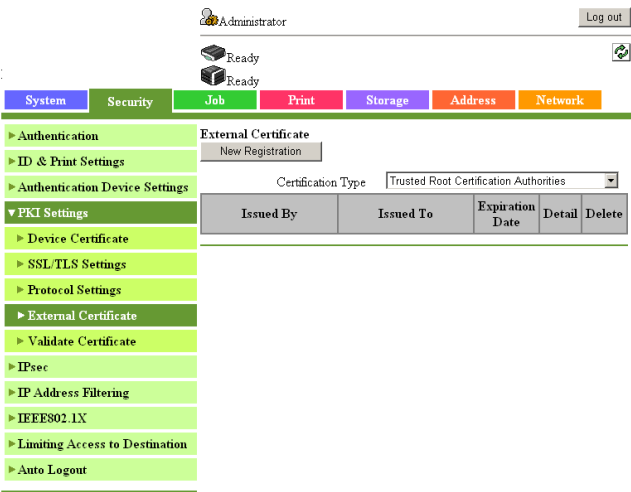 Administrator
Log out
Ready
Ready
System Security Job Print Storage Address Network
Authentication
ID & Print Settings
Authentication Device Settings
PKI Settings
Device Certificate
SSL/TLS Settings
Protocol Settings
External Certificate
Validate Certificate
IPsec
IP Address Filtering
IEEE802.1X
Limiting Access to Destination
Auto Logout
External Certificate
New Registration
Certification Type Trusted Root Certification Authorities
Issued By Issued To Expiration Date Detail Delete